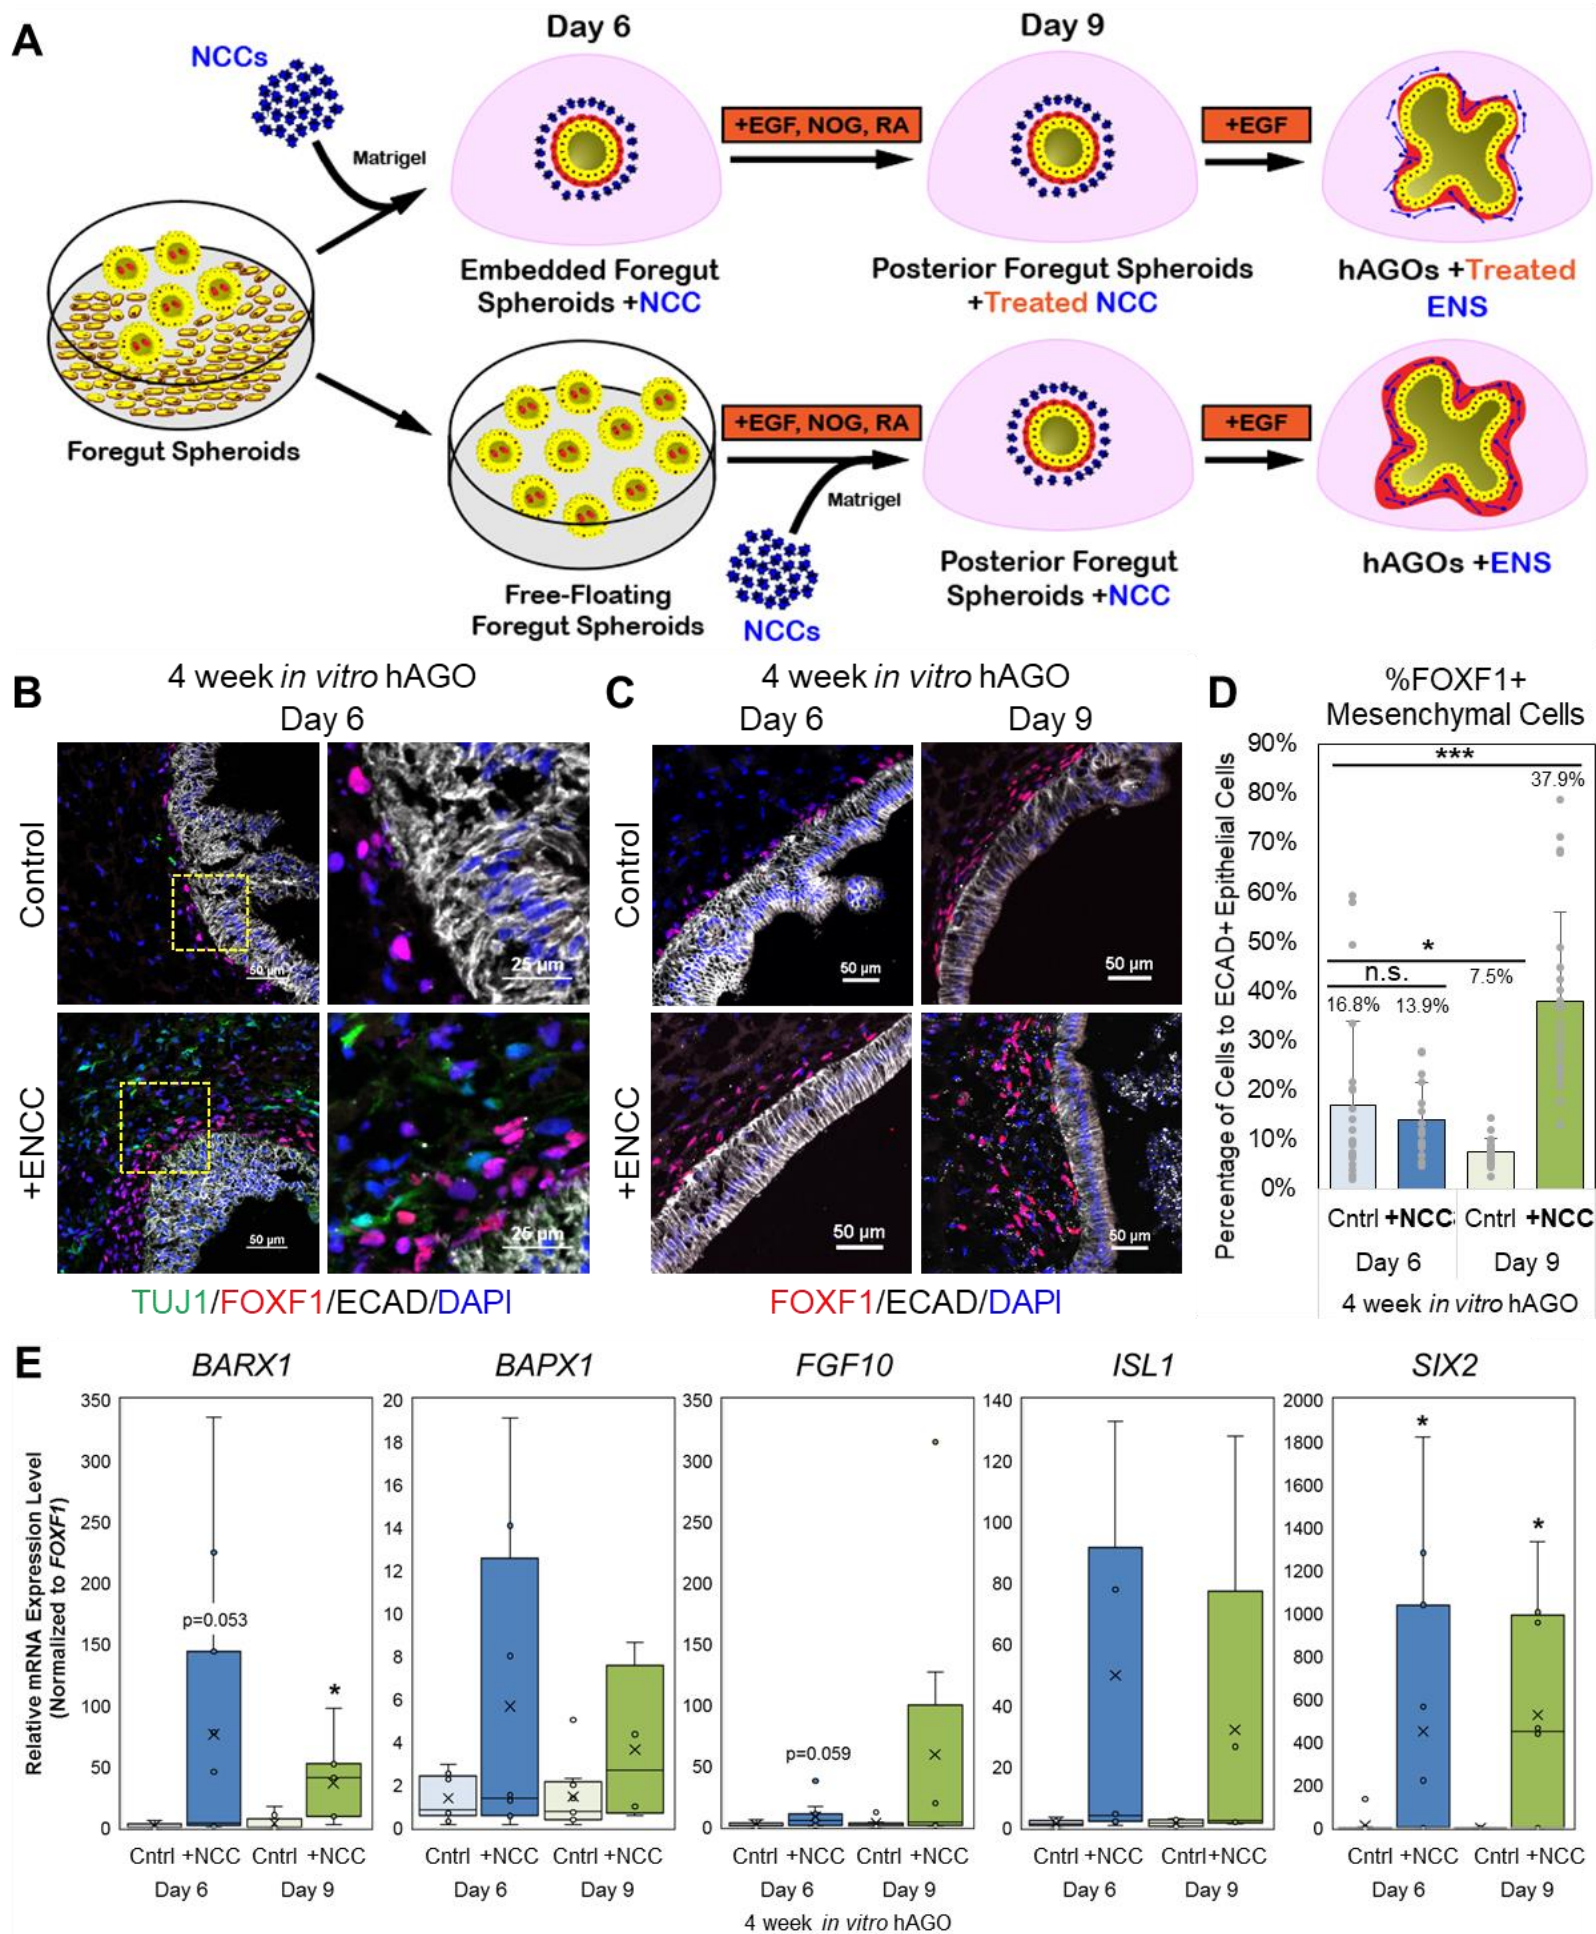 A
Day 6
Day 9
NCCs
Matrigel
+EGF, NOG, RA
+EGF
Embedded Foregut
Spheroids +NCC
Posterior Foregut Spheroids
+Treated NCC
hAGOs +Treated
ENS
Foregut Spheroids
+EGF, NOG, RA
+EGF
Matrigel
Free-Floating
Foregut Spheroids
NCCs
Posterior Foregut
Spheroids +NCC
hAGOs +ENS
B
4 week in vitro hAGO
Day 6
Control
50 µm
25 µm
+ENCC
50 µm
25 µm
TUJ1/FOXF1/ECAD/DAPI
C
4 week in vitro hAGO
Day 6
Day 9
Control
50 µm
50 µm
+ENCC
50 µm
50 µm
FOXF1/ECAD/DAPI
D
%FOXF1+
Mesenchymal Cells
Percentage of Cells to ECAD+ Epithelial Cells
90%
80%
70%
60%
50%
40%
30%
20%
10%
0%
***
37.9%
*
n.s.
7.5%
16.8%
13.9%
Cntrl +NCC Cntrl +NCC
Day 6 Day 9
4 week in vitro hAGO
E
Relative mRNA Expression Level
(Normalized to FOXF1)
BARX1
350
300
250
200
150
100
50
0
p=0.053
*
Cntrl +NCC Cntrl +NCC
Day 6 Day 9
BAPX1
20
18
16
14
12
10
8
6
4
2
0
Cntrl +NCC Cntrl +NCC
Day 6 Day 9
FGF10
350
300
250
200
150
100
50
0
p=0.059
Cntrl +NCC Cntrl +NCC
Day 6 Day 9
ISL1
140
120
100
80
60
40
20
0
Cntrl +NCC Cntrl+NCC
Day 6 Day 9
SIX2
2000
1800
1600
1400
1200
1000
800
600
400
200
0
*
*
Cntrl +NCC Cntrl +NCC
Day 6 Day 9
4 week in vitro hAGO